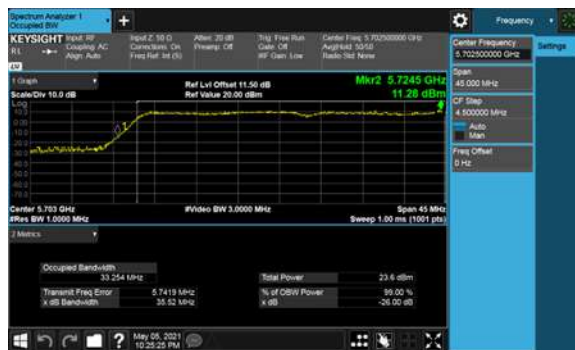 Spectrum Analyzer 1
Occupied BW
Frequency
KEYSIGHT Input: RF
R L
Coupling: AC
Align: Auto
Input Z: 50 Ω
Corrections: On
Freq Ref: Int (S)
Atten: 20 dB
Preamp: Off
Trig: Free Run
Gate: Off
#IF Gain: Low
Center Freq: 5.702500000 GHz
Avg|Hold: 50/50
Radio Std: None
Center Frequency
5.702500000 GHz
Settings
Span
45.000 MHz
CF Step
4.500000 MHz
Auto
Man
Freq Offset
0 Hz
1 Graph
Scale/Div 10.0 dB
Ref Lvl Offset 11.50 dB
Ref Value 20.00 dBm
Mkr2 5.7245 GHz
11.28 dBm
Log
10.0
0.00
Center 5.703 GHz
#Res BW 1.0000 MHz
#Video BW 3.0000 MHz
Span 45 MHz
Sweep 1.00 ms (1001 pts)
2 Metrics
Occupied Bandwidth
33.254 MHz
Total Power
23.6 dBm
Transmit Freq Error
5.7419 MHz
% of OBW Power
99.00 %
x dB Bandwidth
35.52 MHz
x dB
-26.00 dB
May 05, 2021
10:25:25 PM